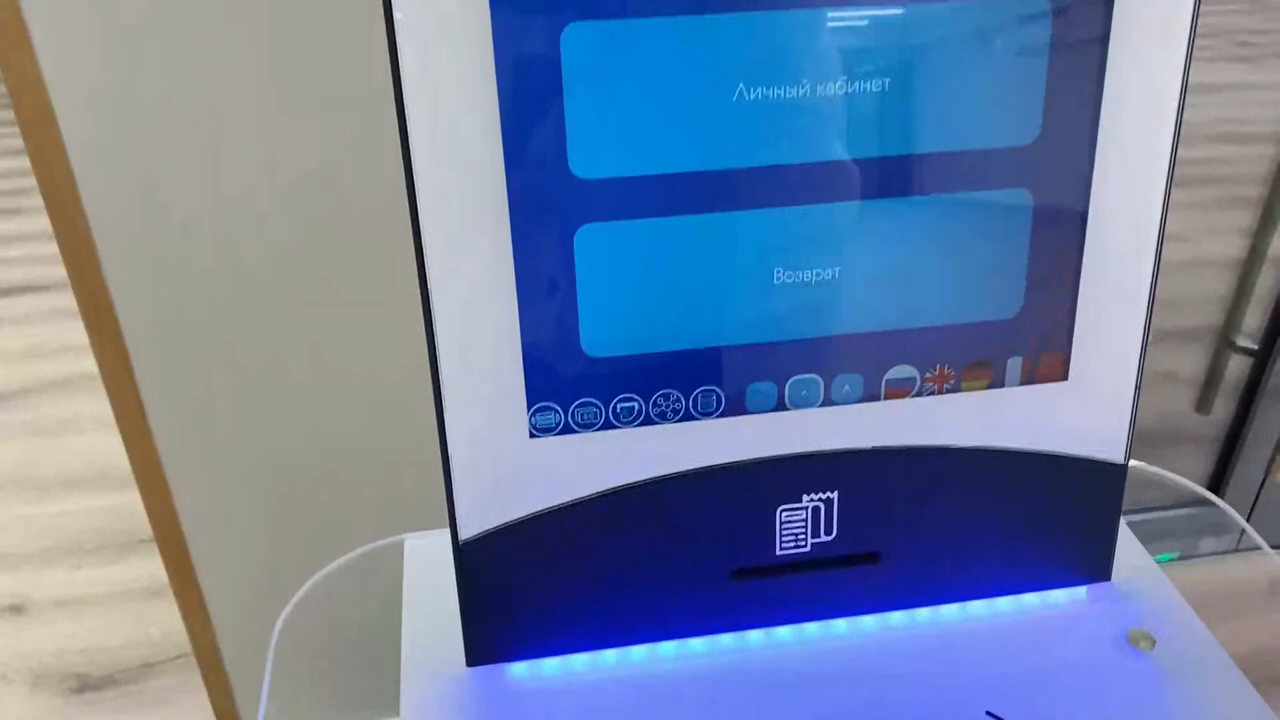 Личный кабинет
Возврат